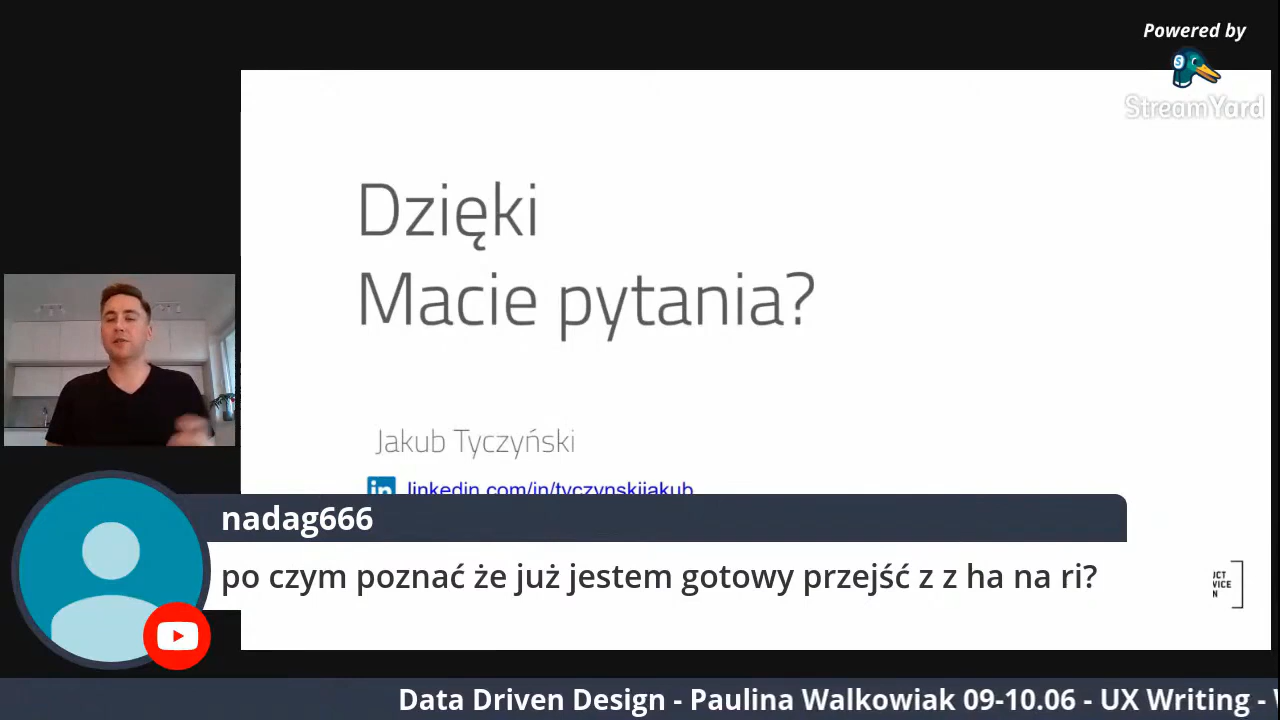 Powered by
StreamYard
Dzięki
Macie pytania?
Jakub Tyczyński
linkedin.com/in/tyczynskijakub
nadag666
po czym poznać że już jestem gotowy przejść z z ha na ri?
Data Driven Design - Paulina Walkowiak 09-10.06 - UX Writing -